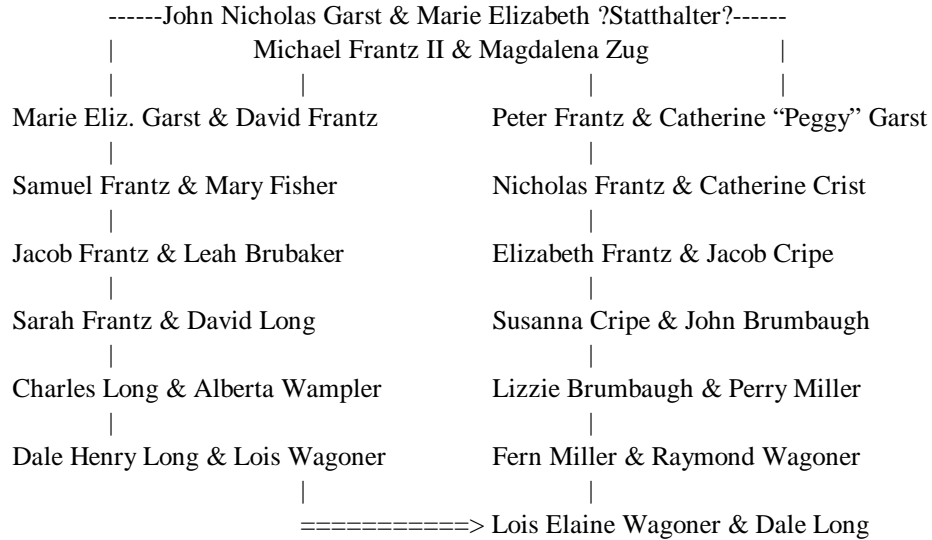 ------John Nicholas Garst & Marie Elizabeth ?Statthalter?------
| Michael Frantz II & Magdalena Zug |
| | | |
Marie Eliz. Garst & David Frantz Peter Frantz & Catherine “Peggy” Garst
| |
Samuel Frantz & Mary Fisher Nicholas Frantz & Catherine Crist
| |
Jacob Frantz & Leah Brubaker Elizabeth Frantz & Jacob Cripe
| |
Sarah Frantz & David Long Susanna Cripe & John Brumbaugh
| |
Charles Long & Alberta Wampler Lizzie Brumbaugh & Perry Miller
| |
Dale Henry Long & Lois Wagoner Fern Miller & Raymond Wagoner
| |
===========> Lois Elaine Wagoner & Dale Long